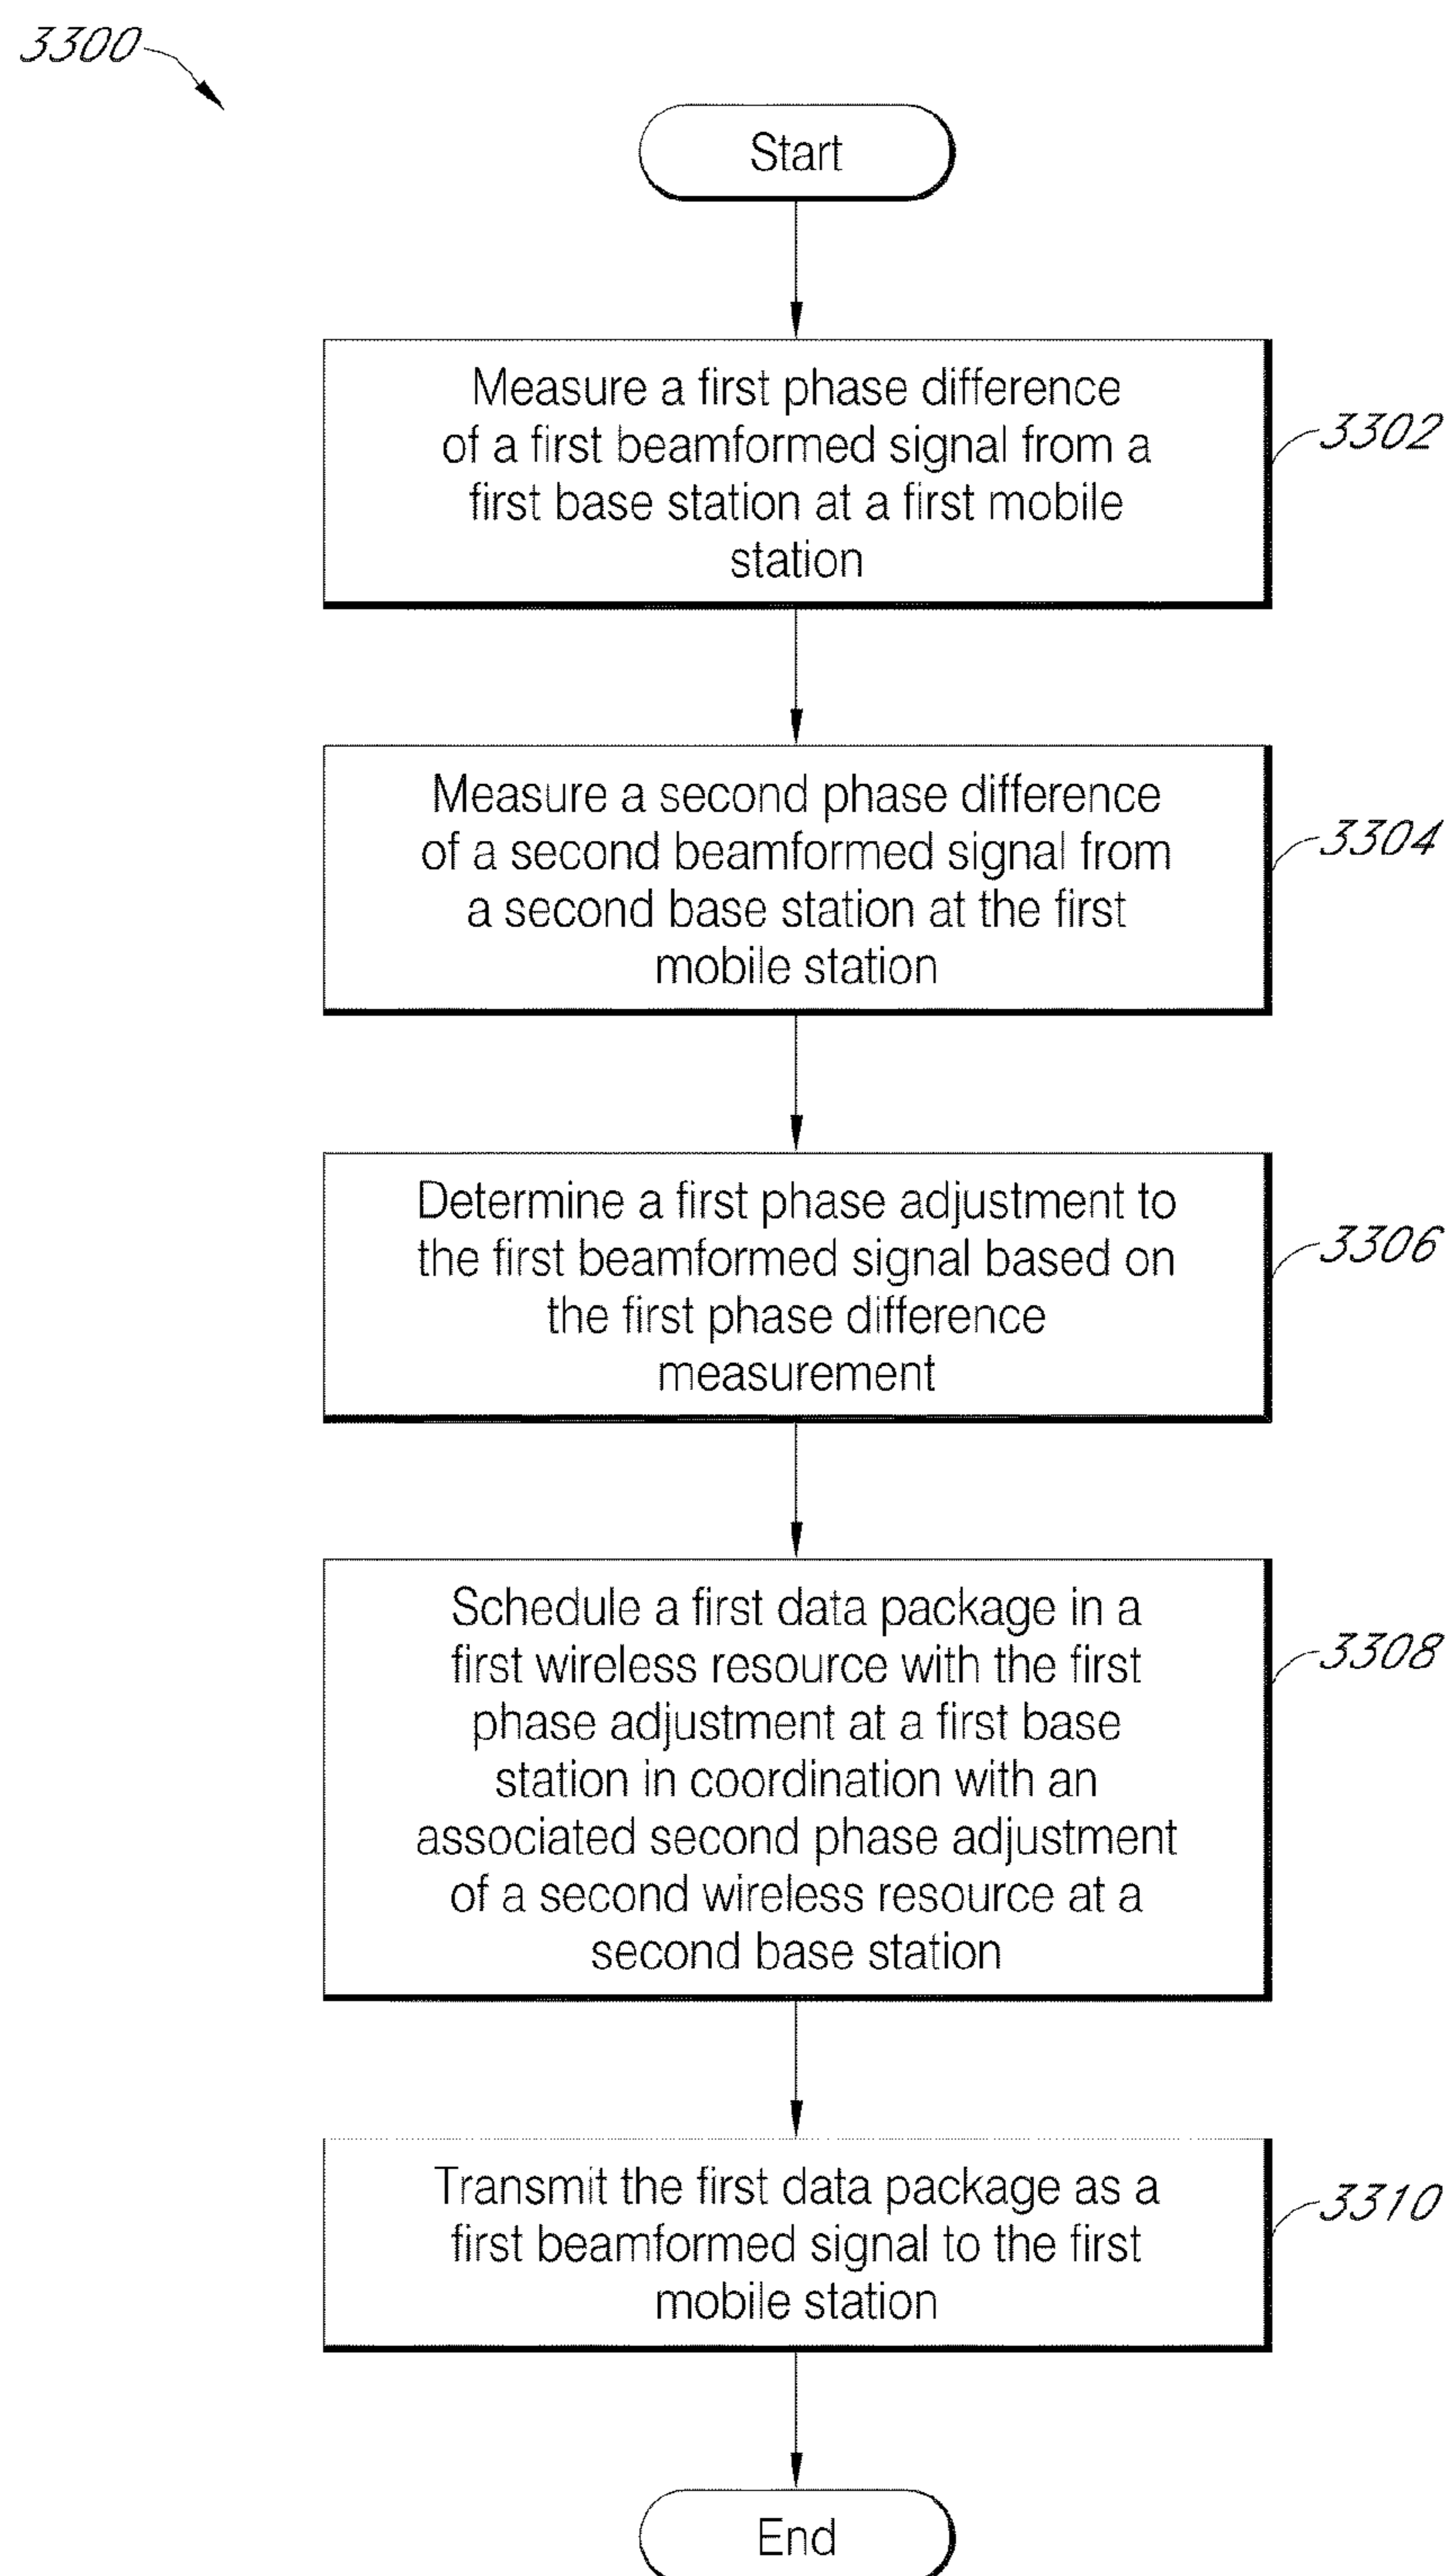 3300
Start
Measure a first phase difference
of a first beamformed signal from a
first base station at a first mobile
station
3302
Measure a second phase difference
of a second beamformed signal from
a second base station at the first
mobile station
3304
Determine a first phase adjustment to
the first beamformed signal based on
the first phase difference
measurement
3306
Schedule a first data package in a
first wireless resource with the first
phase adjustment at a first base
station in coordination with an
associated second phase adjustment
of a second wireless resource at a
second base station
3308
Transmit the first data package as a
first beamformed signal to the first
mobile station
3310
End